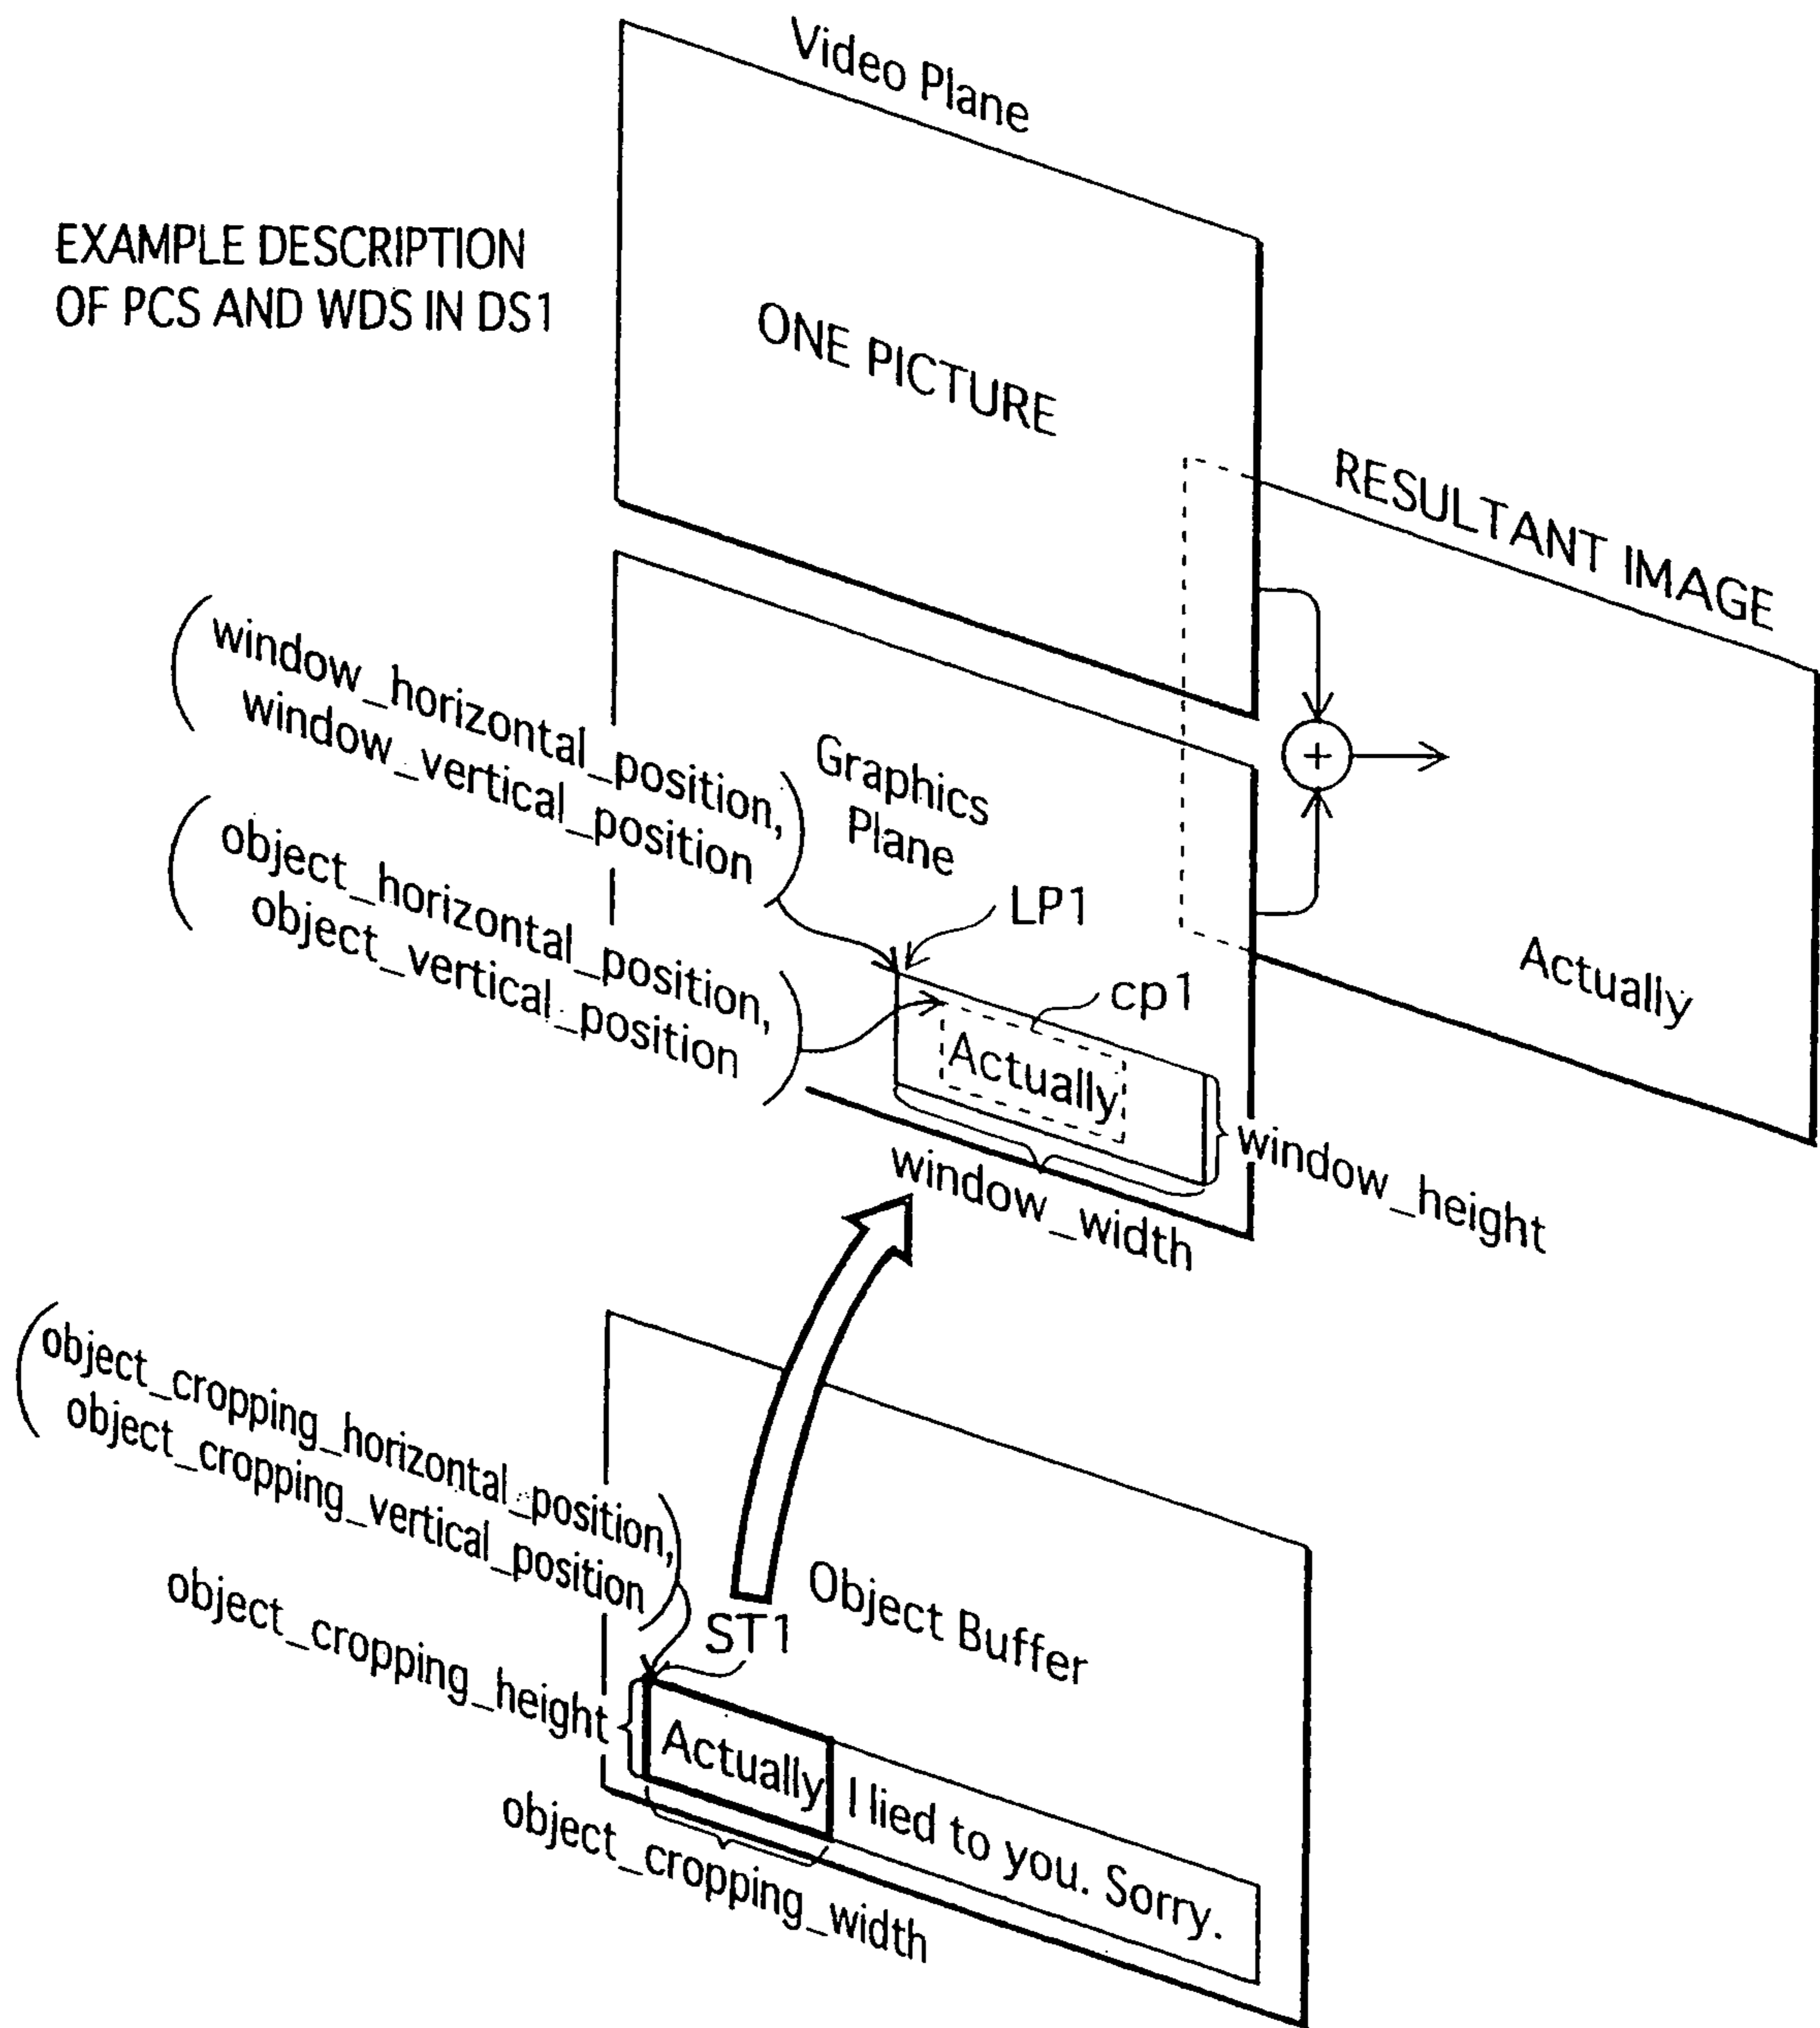 Video Plane
EXAMPLE DESCRIPTION
OF PCS AND WDS IN DS1
ONE PICTURE
RESULTANT IMAGE
(window_horizontal_position,
window_vertical_position)
Graphics
Plane
(object_horizontal_position,
object_vertical_position)
LP1
cp1
Actually
Actually
window_height
window_width
+
(object_cropping_horizontal_position,
object_cropping_vertical_position)
object_cropping_height
ST1
Object Buffer
Actually I lied to you. Sorry.
object_cropping_width